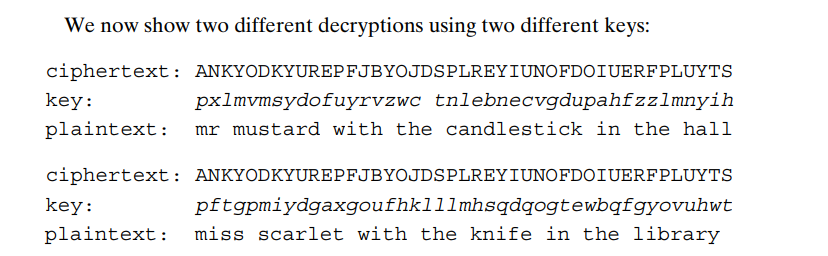 We now show two different decryptions using two different keys:
ciphertext: ANKYODKYUREPFJBYOJDSPLREYIUNOFDOIUERFPLUYTS
key: pxlmvmsydofuyrvzwc tnlebnecvgdupahfzzlmnyih
plaintext: mr mustard with the candlestick in the hall
ciphertext: ANKYODKYUREPFJBYOJDSPLREYIUNOFDOIUERFPLUYTS
key: pftgpmiydgaxgoufhklllmhsqdqogtewbqfgyovuhwt
plaintext: miss scarlet with the knife in the library